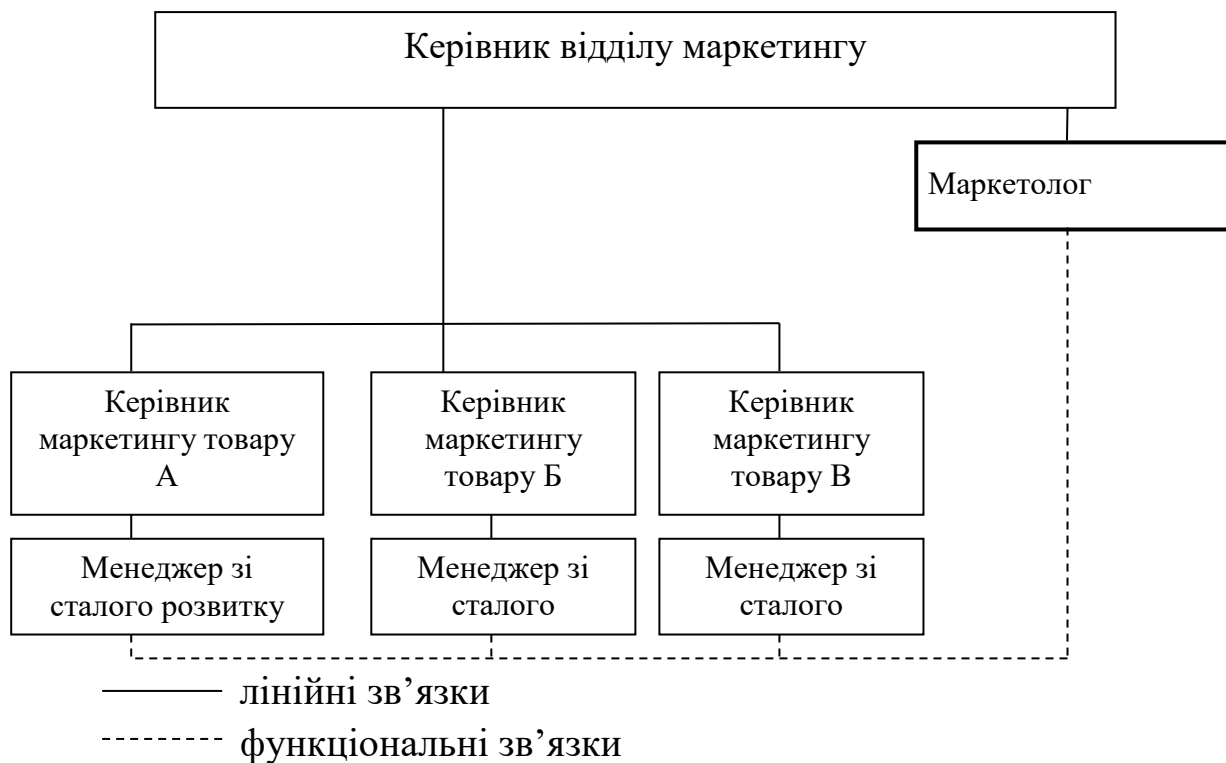 Керівник відділу маркетингу
Маркетолог
Керівник
маркетингу товару
А
Керівник
маркетингу
товару Б
Керівник
маркетингу
товару В
Менеджер зі
сталого розвитку
Менеджер зі
сталого
Менеджер зі
сталого
лінійні зв’язки
функціональні зв’язки